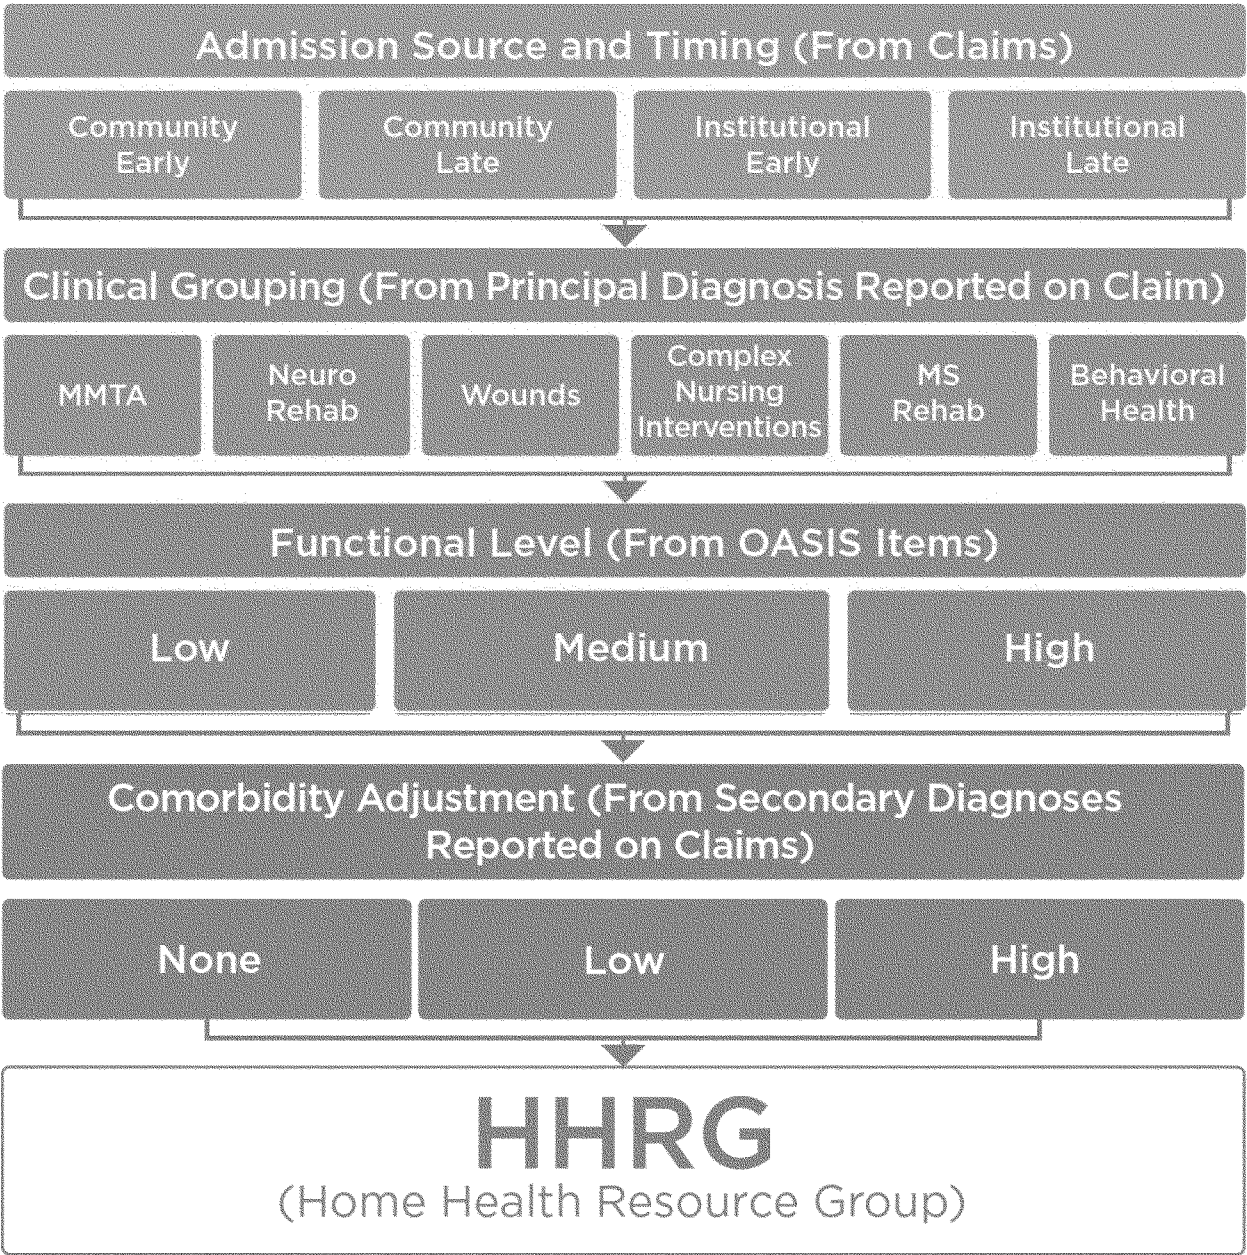 Admission Source and Timing (From Claims)
Community
Early
Community
Late
Institutional
Early
Institutional
Late
Clinical Grouping (From Principal Diagnosis Reported on Claim)
MMTA
Neuro
Rehab
Wounds
Complex
Nursing
Interventions
MS
Rehab
Behavioral
Health
Functional Level (From OASIS Items)
Low
Medium
High
Comorbidity Adjustment (From Secondary Diagnoses
Reported on Claims)
None
Low
High
HHRG
(Home Health Resource Group)